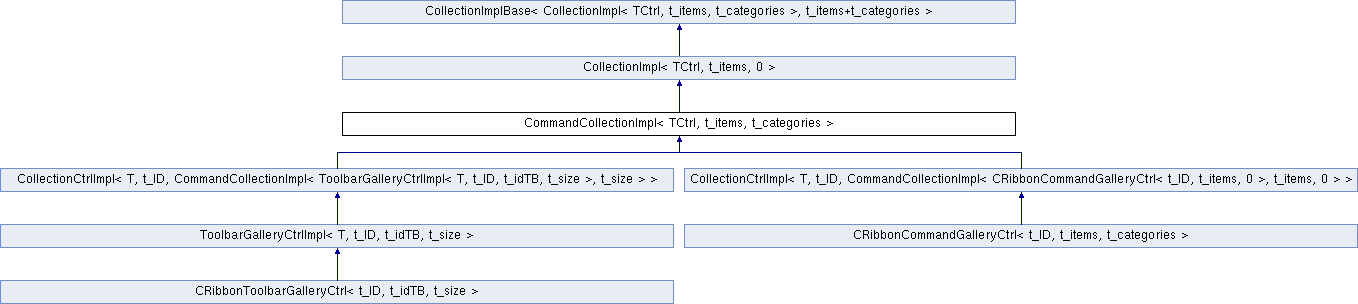 CollectionImplBase< CollectionImpl< TCtrl, t_items, t_categories >, t_items+t_categories >
CollectionImpl< TCtrl, t_items, 0 >
CommandCollectionImpl< TCtrl, t_items, t_categories >
CollectionCtrlImpl< T, t_ID, CommandCollectionImpl< ToolbarGalleryCtrlImpl< T, t_ID, t_idTB, t_size >, t_size > >
CollectionCtrlImpl< T, t_ID, CommandCollectionImpl< CRibbonCommandGalleryCtrl< t_ID, t_items, 0 >, t_items, 0 > >
ToolbarGalleryCtrlImpl< T, t_ID, t_idTB, t_size >
CRibbonCommandGalleryCtrl< t_ID, t_items, t_categories >
CRibbonToolbarGalleryCtrl< t_ID, t_idTB, t_size >